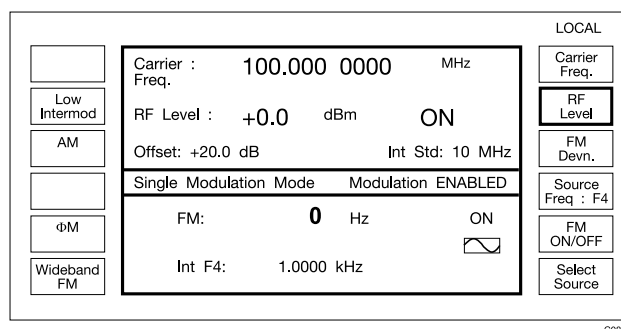 LOCAL
Carrier : 100.000 0000 MHz
Freq.
RF Level : +0.0 dBm ON
Offset: +20.0 dB Int Std: 10 MHz
Single Modulation Mode Modulation ENABLED
FM: 0 Hz ON
Int F4: 1.0000 kHz
Low
Intermod
AM
ΦM
Wideband
FM
Carrier
Freq.
RF
Level
FM
Devn.
Source
Freq : F4
FM
ON/OFF
Select
Source